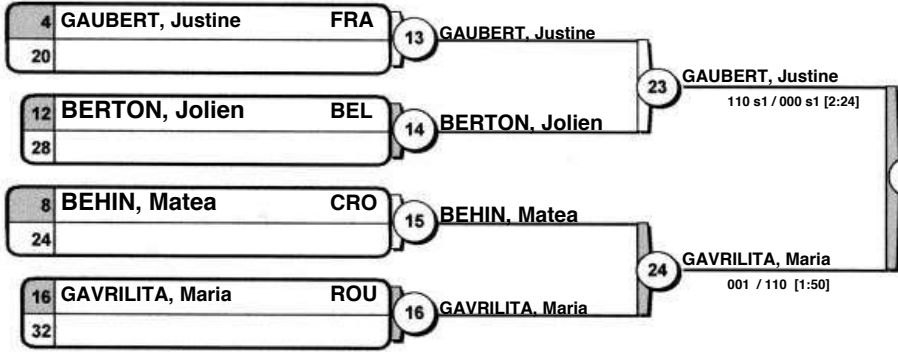 4 GAUBERT, Justine FRA
20
13 GAUBERT, Justine
12 BERTON, Jolien BEL
28
14 BERTON, Jolien
23 GAUBERT, Justine
110 s1 / 000 s1 [2:24]
8 BEHIN, Matea CRO
24
15 BEHIN, Matea
16 GAVRILITA, Maria ROU
32
16 GAVRILITA, Maria
24 GAVRILITA, Maria
001 / 110 [1:50]